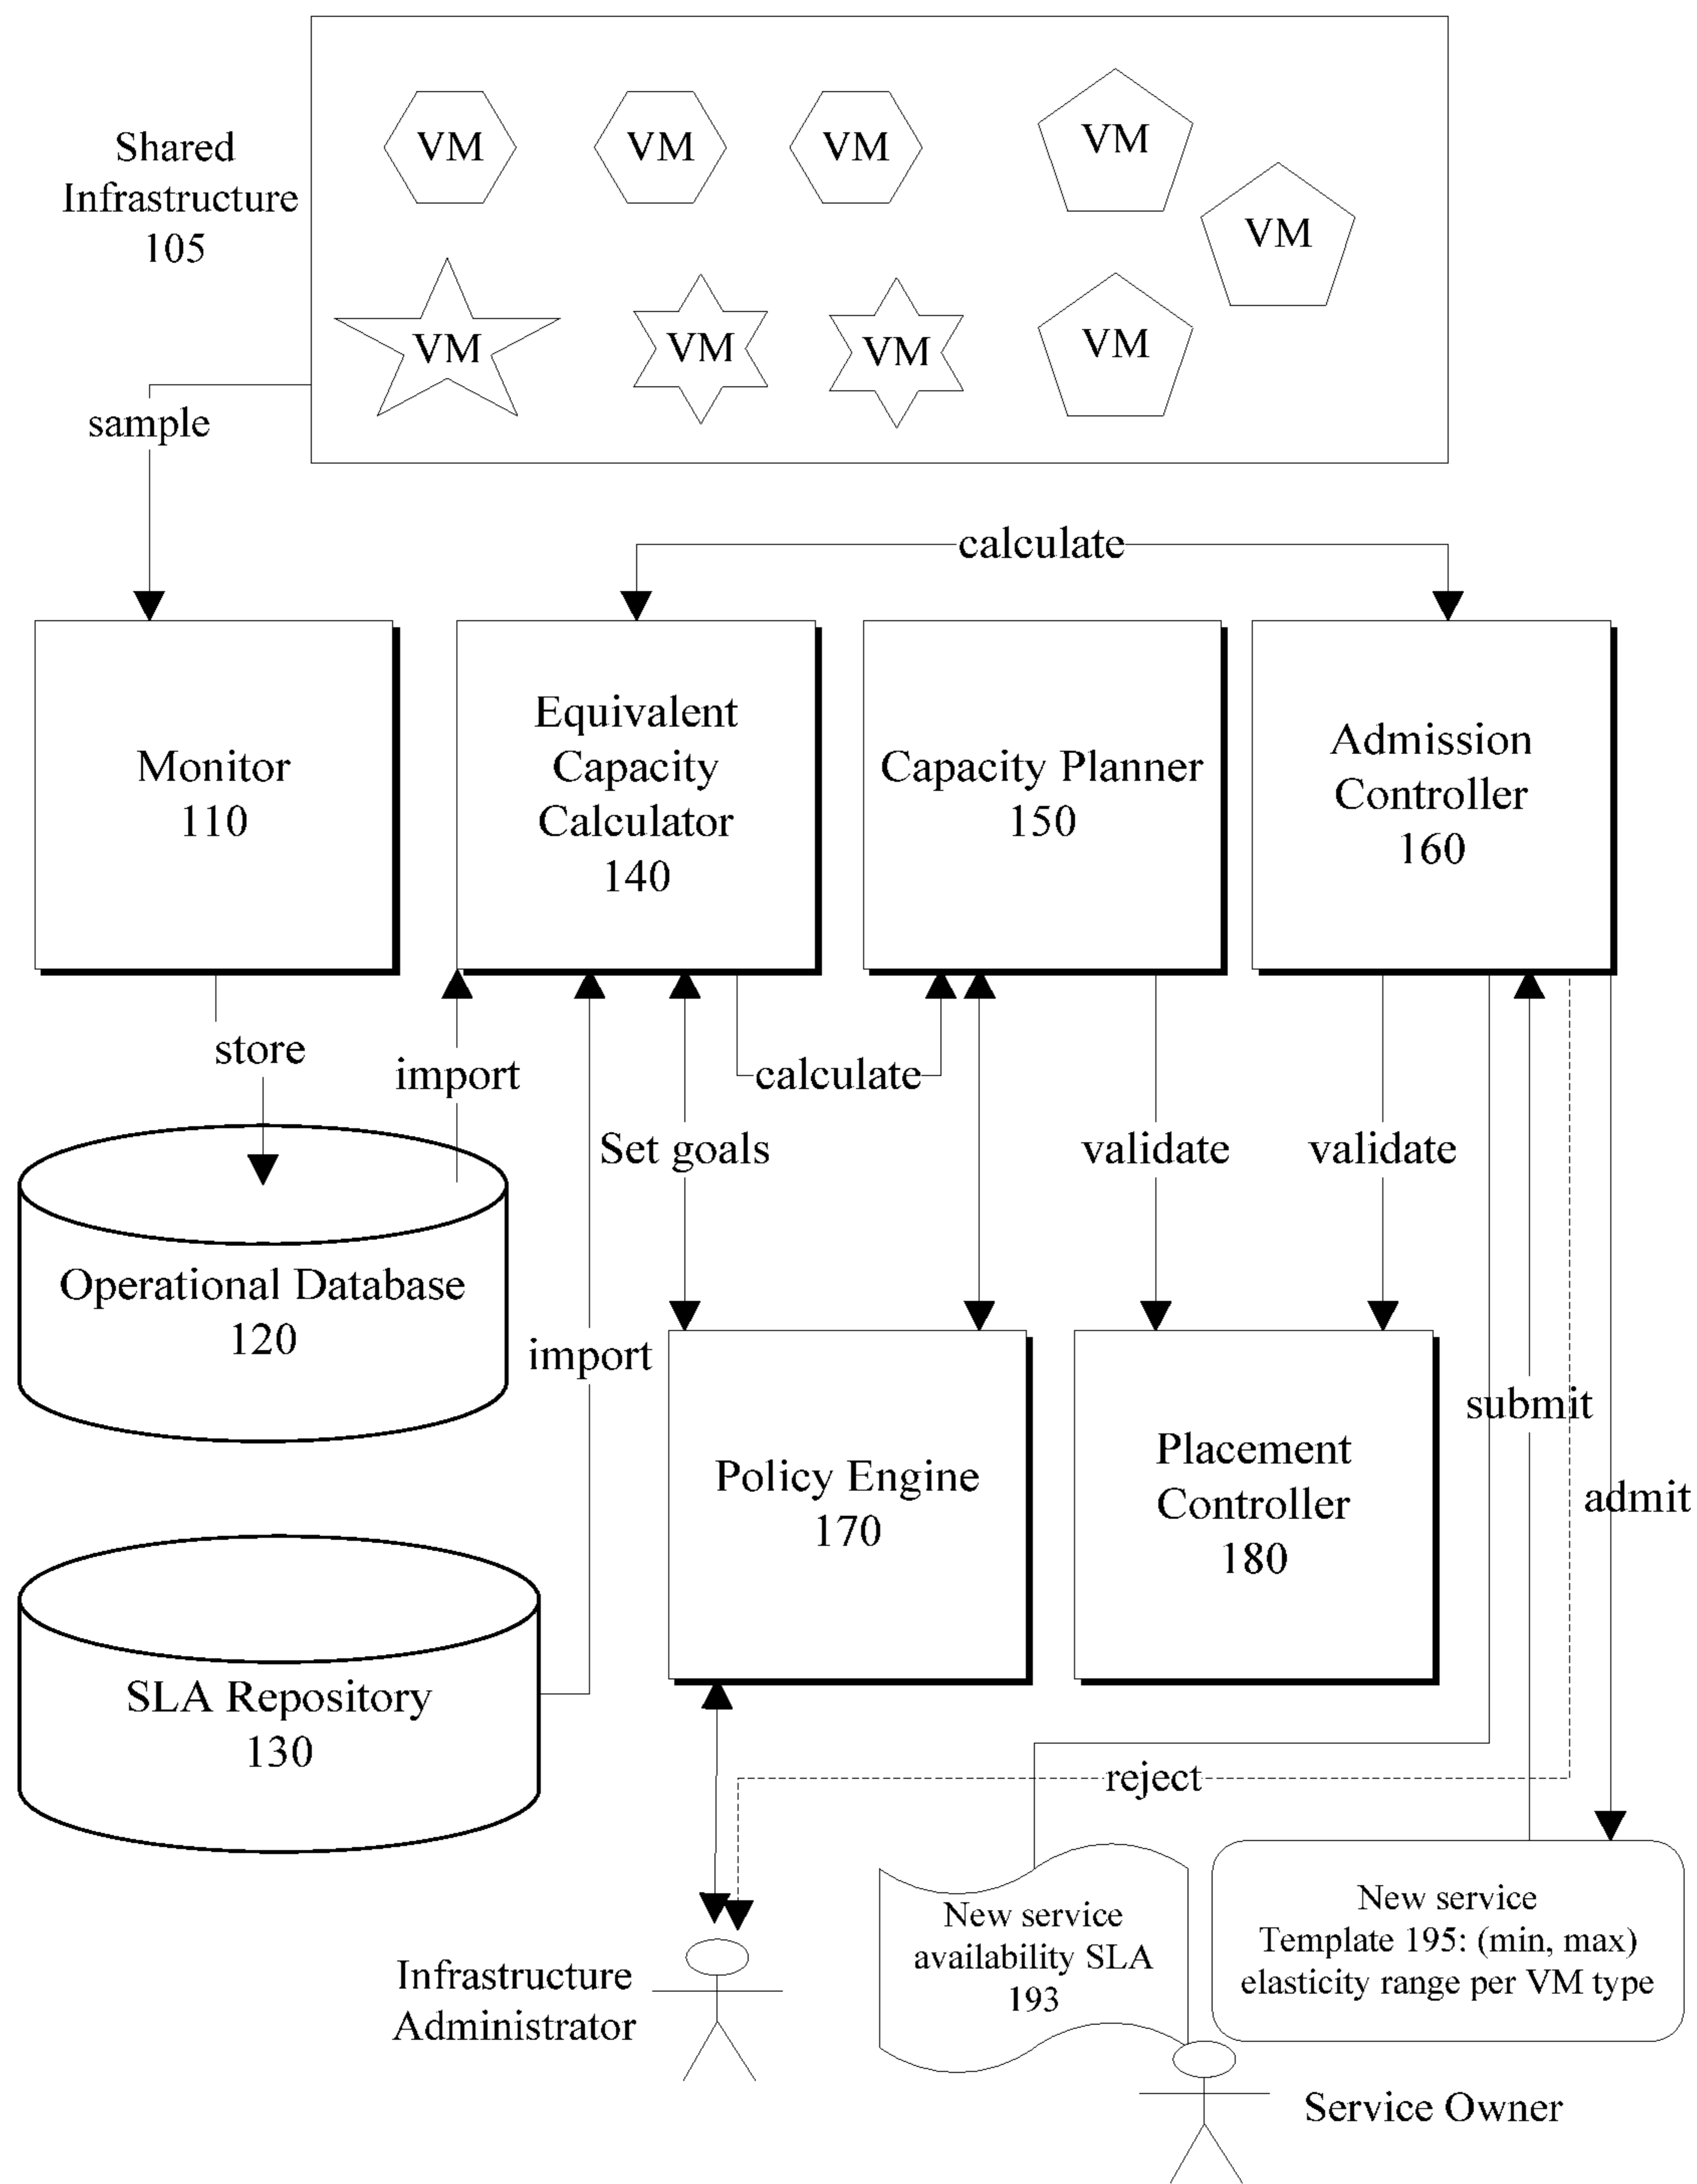 VM
VM
VM
VM
VM
Shared
Infrastructure
105
VM
VM
VM
VM
sample
calculate
Monitor
110
Equivalent
Capacity
Calculator
140
Capacity Planner
150
Admission
Controller
160
store
import
calculate
Set goals
validate
validate
Operational Database
120
import
submit
admit
Policy Engine
170
Placement
Controller
180
SLA Repository
130
reject
New service
availability SLA
193
New service
Template 195: (min, max)
elasticity range per VM type
Infrastructure
Administrator
Service Owner